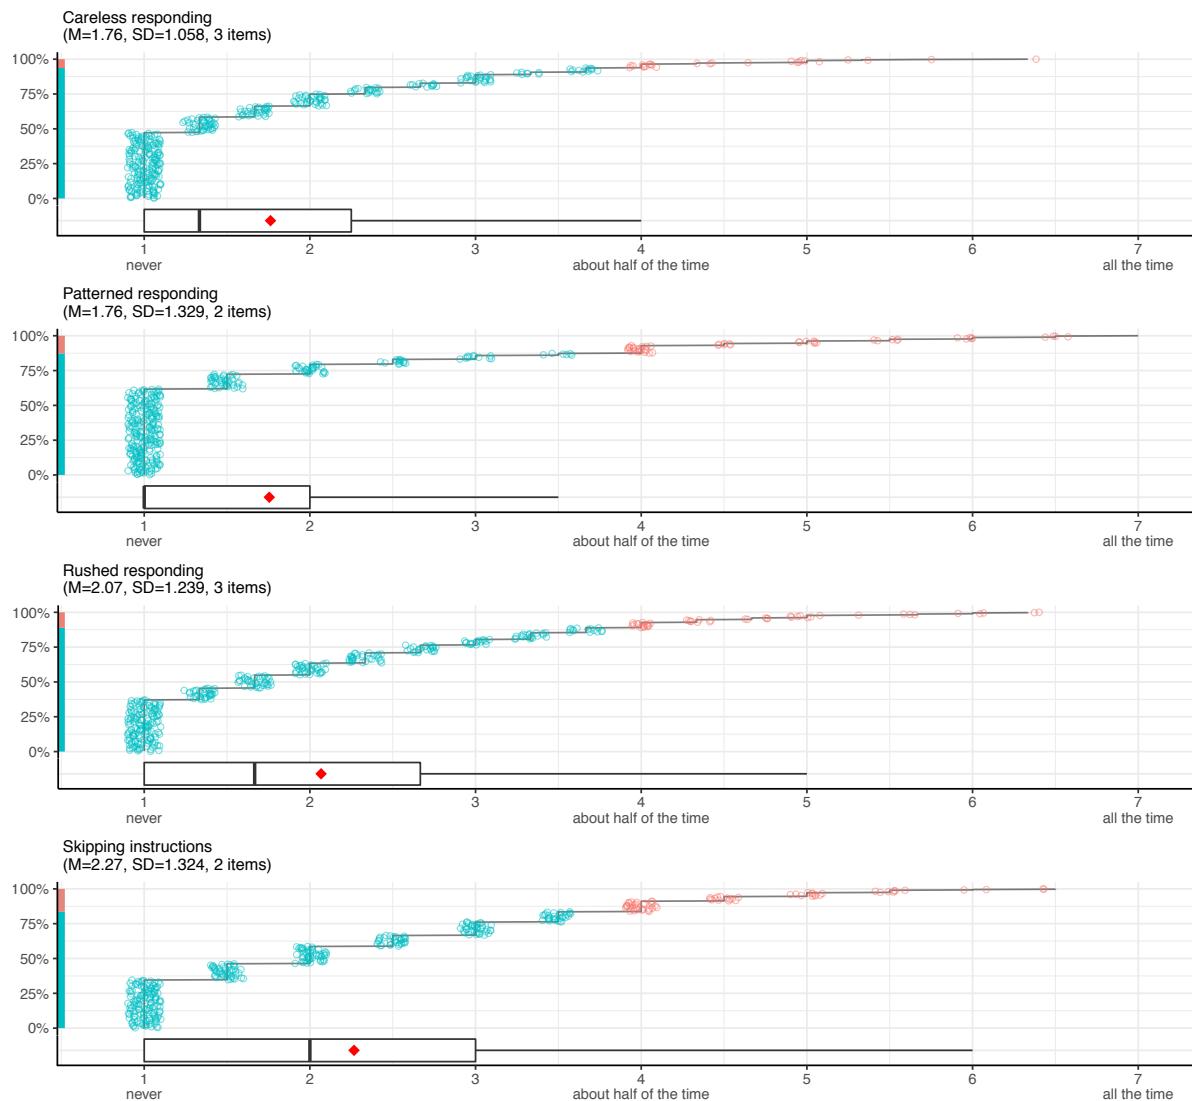 Careless responding
(M=1.76, SD=1.058, 3 items)
100%
75%
50%
25%
0%
1 2 3 4 5 6 7
never about half of the time all the time
Patterned responding
(M=1.76, SD=1.329, 2 items)
100%
75%
50%
25%
0%
1 2 3 4 5 6 7
never about half of the time all the time
Rushed responding
(M=2.07, SD=1.239, 3 items)
100%
75%
50%
25%
0%
1 2 3 4 5 6 7
never about half of the time all the time
Skipping instructions
(M=2.27, SD=1.324, 2 items)
100%
75%
50%
25%
0%
1 2 3 4 5 6 7
never about half of the time all the time